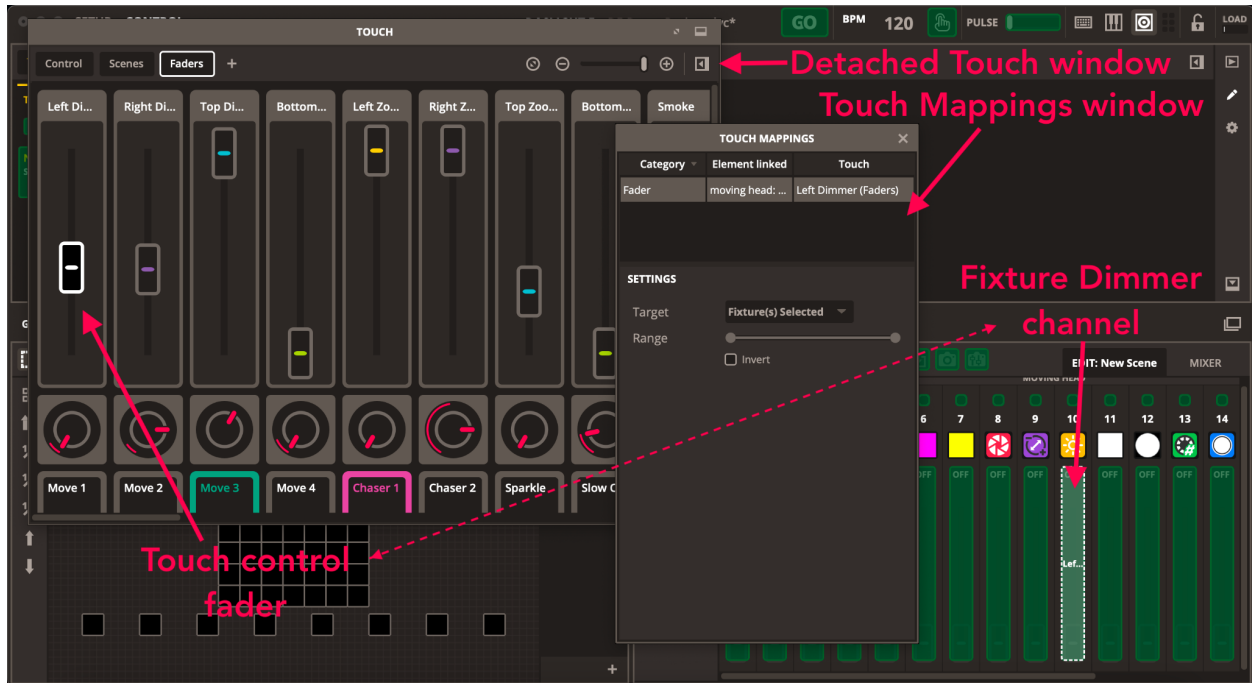 CONTROL
TOUCH
GO
BPM
120
PULSE
LOAD
Control
Scenes
Faders
+
Detached Touch window
Touch Mappings window
Left Di...
Right Di...
Top Di...
Bottom...
Left Zo...
Right Z...
Top Zoo...
Bottom...
Smoke
TOUCH MAPPINGS
Category
Element linked
Touch
Fader
moving head: ...
Left Dimmer (Faders)
SETTINGS
Target
Fixture(s) Selected
Range
Invert
Fixture Dimmer
channel
EDIT: New Scene
MIXER
MOVING HEAD
6
7
8
9
10
11
12
13
14
OFF
OFF
OFF
OFF
OFF
OFF
OFF
OFF
Lef...
Move 1
Move 2
Move 3
Move 4
Chaser 1
Chaser 2
Sparkle
Slow C
Touch control
fader
+